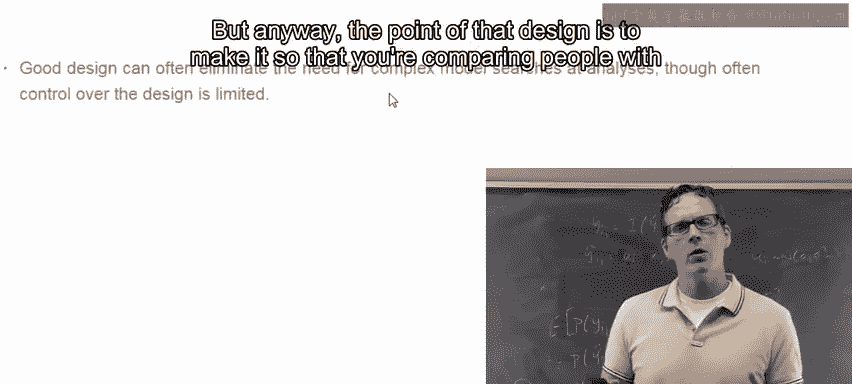 But anyway, the point of that design is to
make it so that you're comparing people with
· Good design can often eliminate the need for complex model searches at analyses, though often
control over the design is limited.